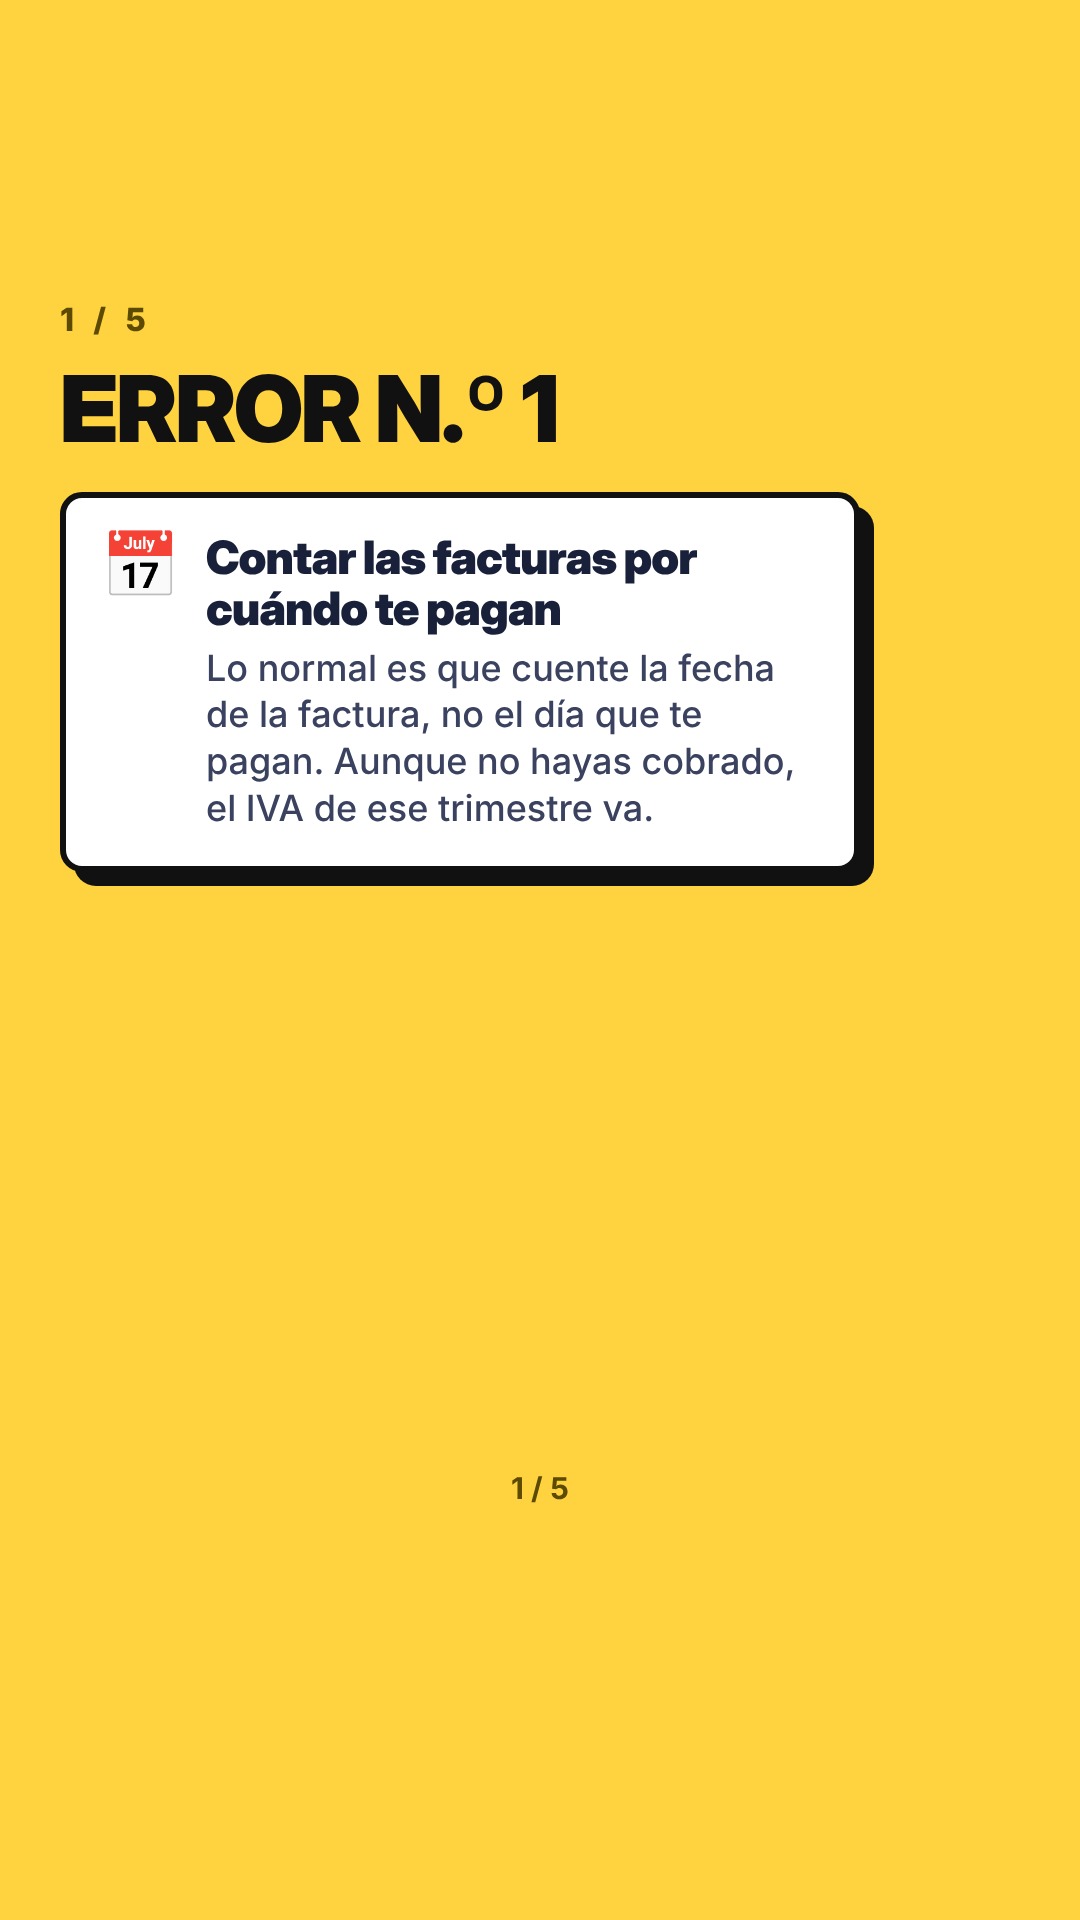 1 / 5
ERROR N.º 1
July
17
Contar las facturas por
cuándo te pagan
Lo normal es que cuente la fecha
de la factura, no el día que te
pagan. Aunque no hayas cobrado,
el IVA de ese trimestre va.
1 / 5